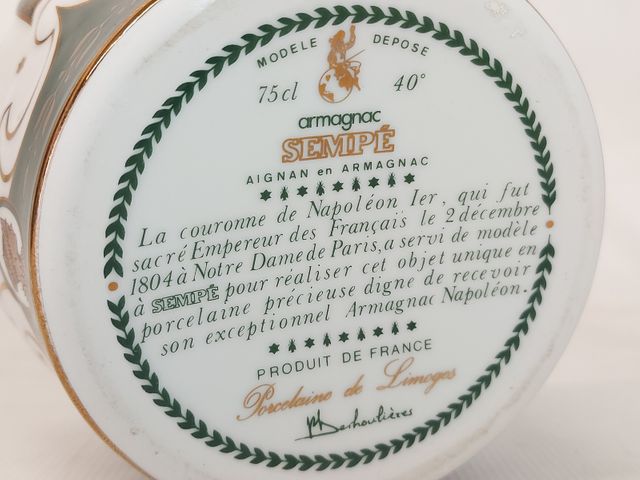 MODELE DEPOSE
75cl 40°
armagnac
SEMPÉ
AIGNAN en ARMAGNAC
La couronne de Napoléon Ier, qui fut
sacré Empereur des Français le 2 décembre
1804 à Notre Dame de Paris, a servi de modèle
à SEMPÉ pour réaliser cet objet unique en
porcelaine précieuse digne de recevoir
son exceptionnel Armagnac Napoléon.
PRODUIT DE FRANCE
Porcelaine de Limoges